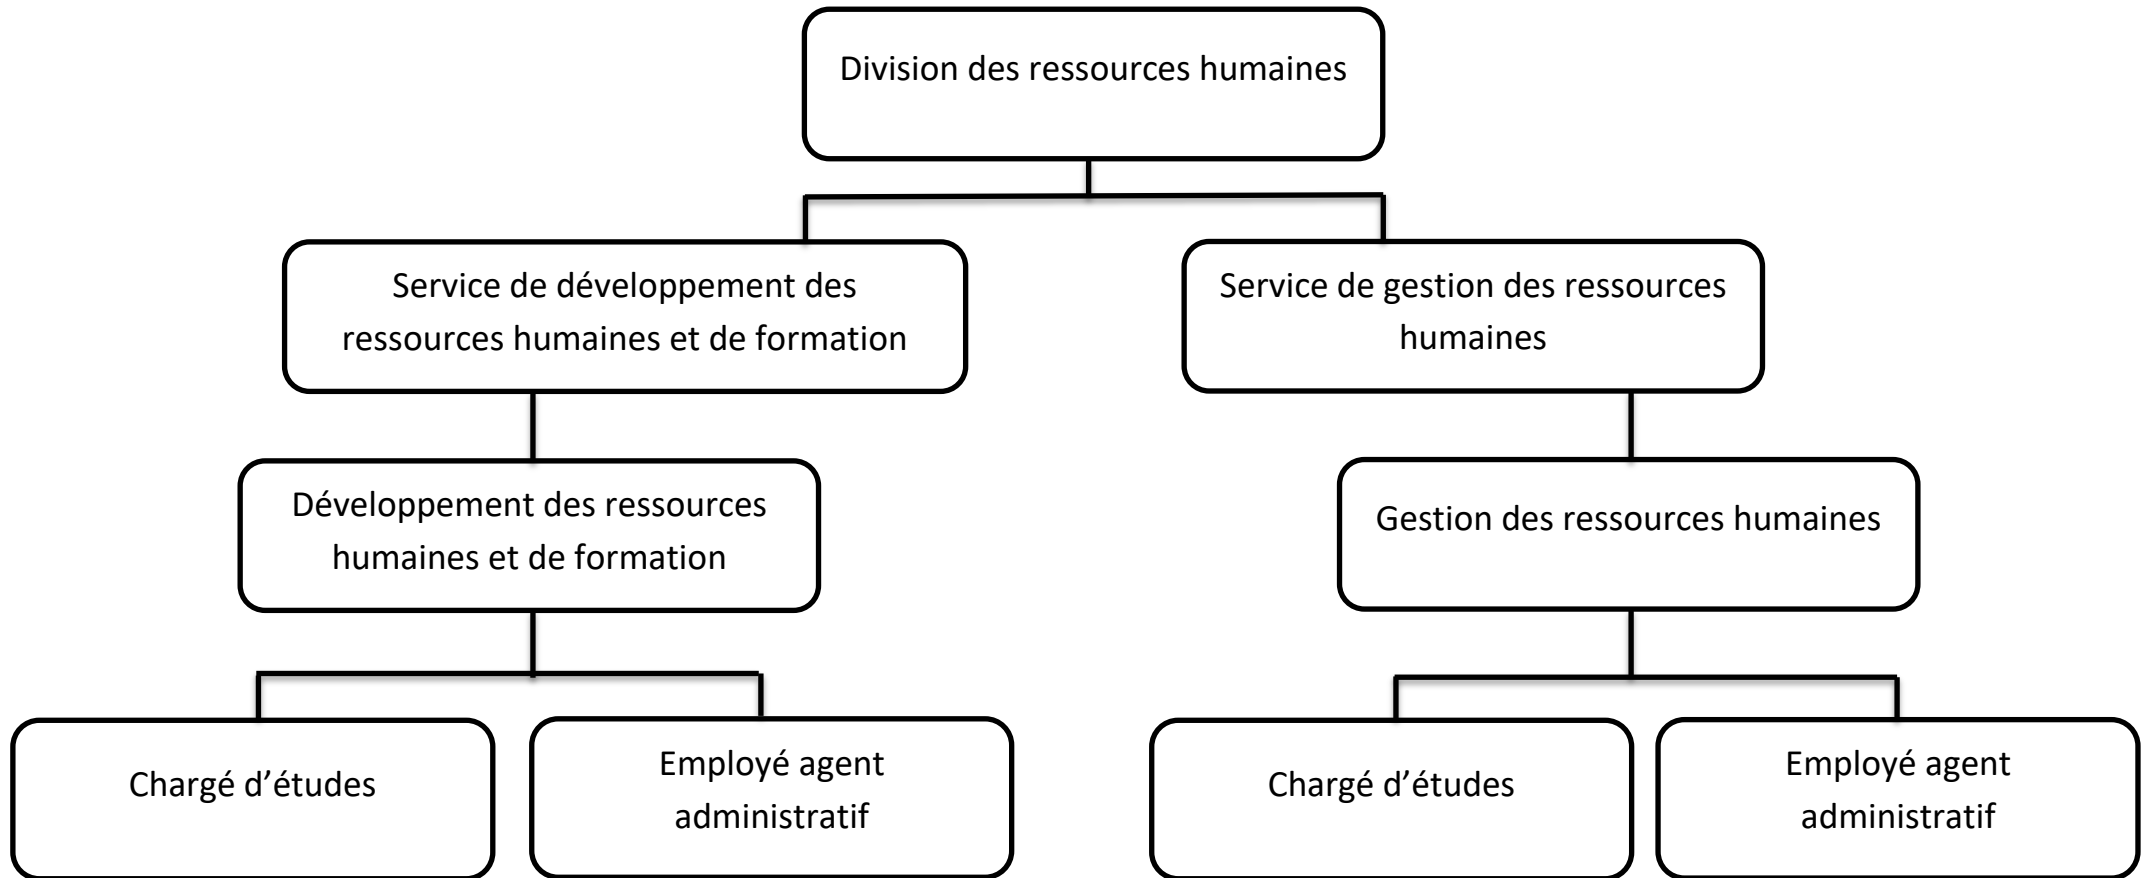 Division des ressources humaines
Service de développement des
ressources humaines et de formation
Service de gestion des ressources
humaines
Développement des ressources
humaines et de formation
Gestion des ressources humaines
Chargé d’études
Employé agent
administratif
Chargé d’études
Employé agent
administratif